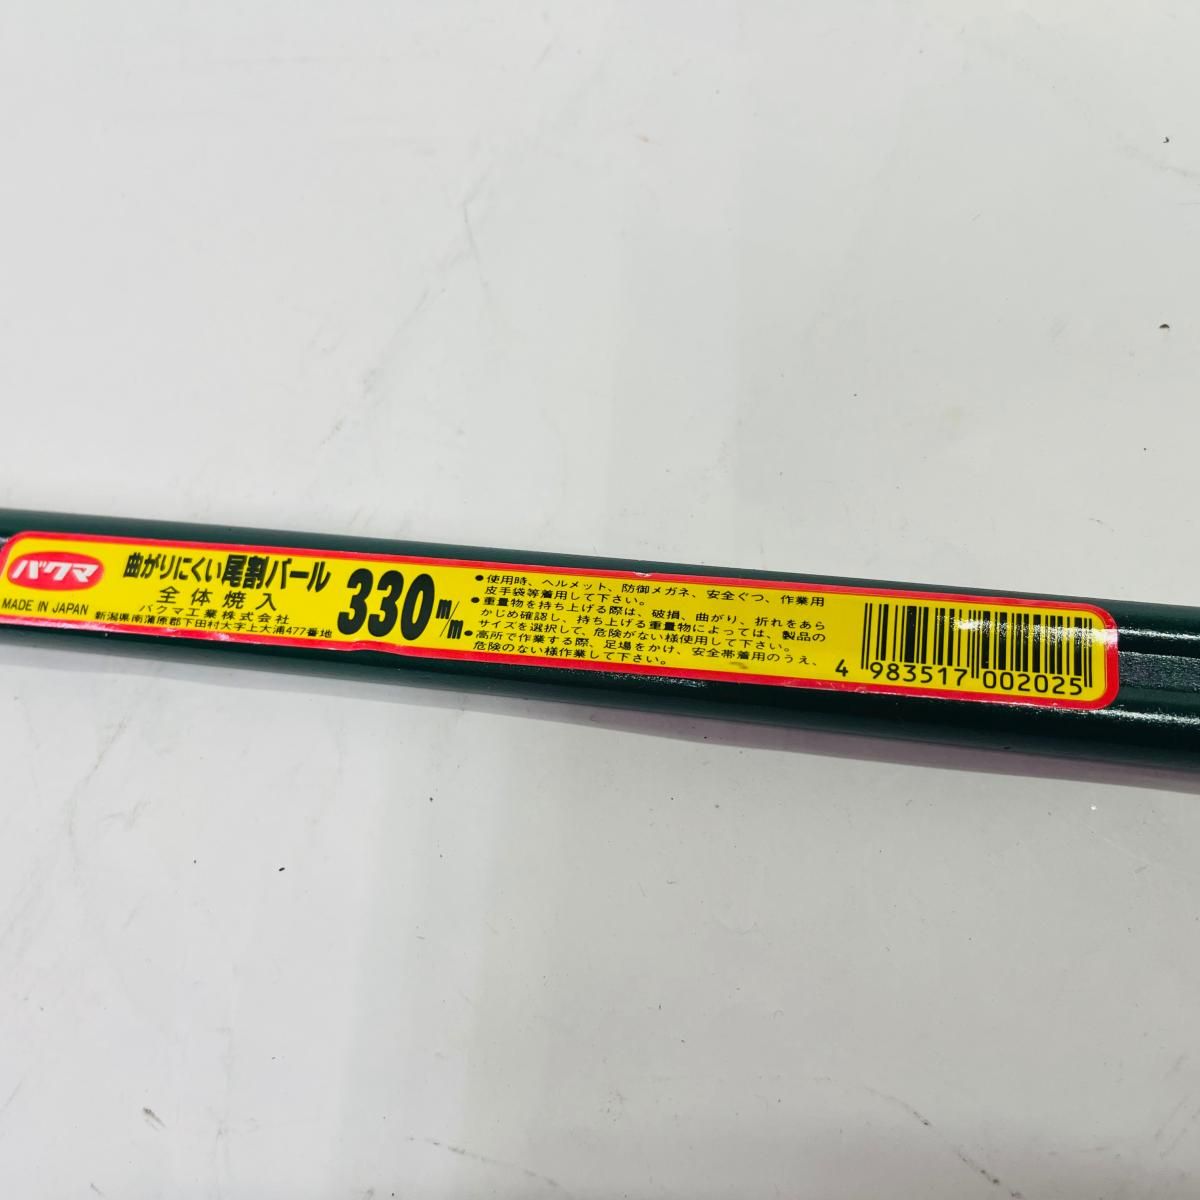 バクマ
MADE IN JAPAN
曲がりにくい尾割バール
全体焼入
バクマ工業株式会社
新潟県南蒲原郡下田村大字上大浦477番地
330m/m
●使用時、ヘルメット、防御メガネ、安全ぐつ、作業用
皮手袋等着用して下さい。
●重量物を持ち上げる際は、破損、曲がり、折れをあら
かじめ確認し、持ち上げる重量物によっては、製品の
サイズを選択して、危険がない様使用して下さい。
●高所で作業する際、足場をかけ、安全帯着用のうえ、
危険のない様作業して下さい。
4 983517 002025